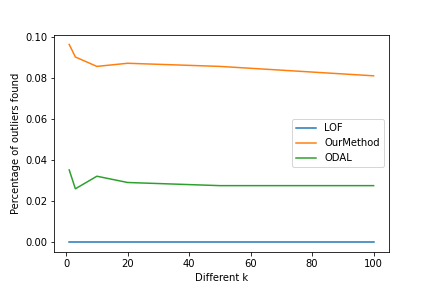 0.10
0.08
0.06
0.04
0.02
0.00
Percentage of outliers found
LOF
OurMethod
ODAL
0 20 40 60 80 100
Different k